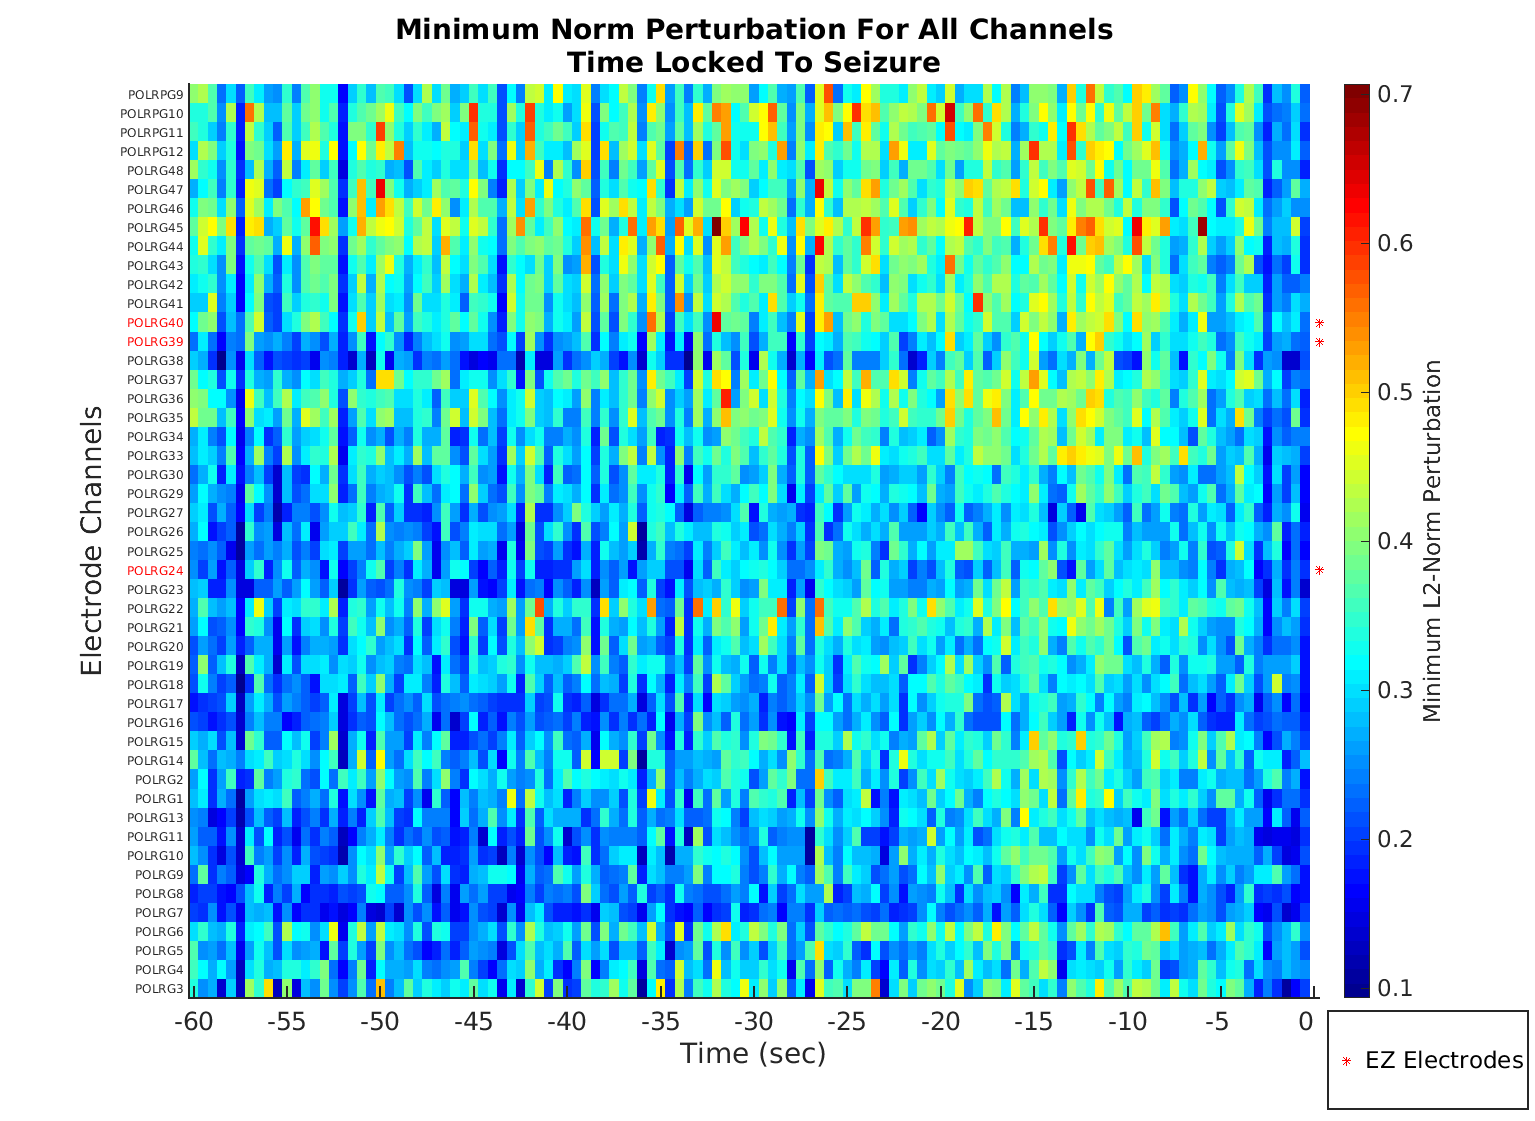 Minimum Norm Perturbation For All Channels
Time Locked To Seizure
Electrode Channels
POLRPG9
POLRPG10
POLRPG11
POLRPG12
POLRG48
POLRG47
POLRG46
POLRG45
POLRG44
POLRG43
POLRG42
POLRG41
POLRG40
POLRG39
POLRG38
POLRG37
POLRG36
POLRG35
POLRG34
POLRG33
POLRG30
POLRG29
POLRG27
POLRG26
POLRG25
POLRG24
POLRG23
POLRG22
POLRG21
POLRG20
POLRG19
POLRG18
POLRG17
POLRG16
POLRG15
POLRG14
POLRG2
POLRG1
POLRG13
POLRG11
POLRG10
POLRG9
POLRG8
POLRG7
POLRG6
POLRG5
POLRG4
POLRG3
-60 -55 -50 -45 -40 -35 -30 -25 -20 -15 -10 -5 0
Time (sec)
0.7
0.6
0.5
0.4
0.3
0.2
0.1
Minimum L2-Norm Perturbation
EZ Electrodes